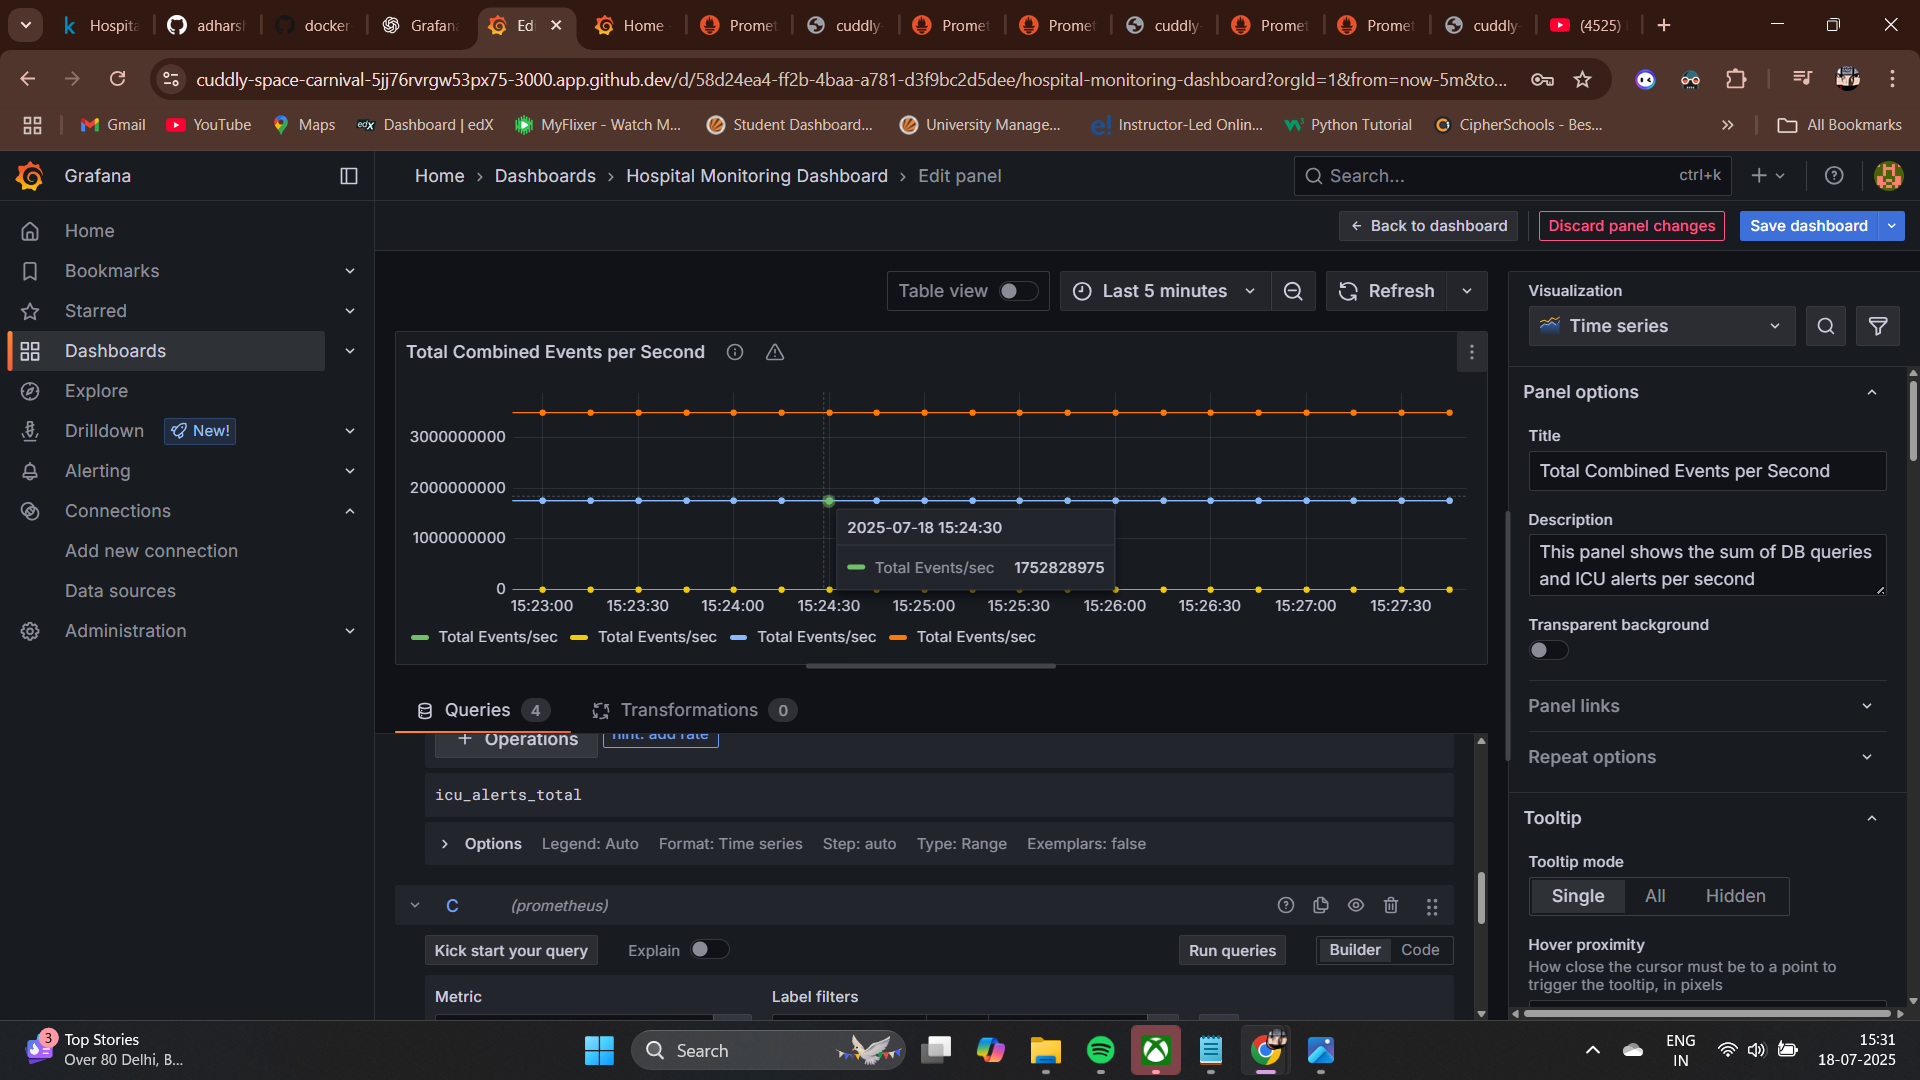 Hospita
adharsh
docker
Grafana
Edi
Home
Promet
cuddly-
Promet
Promet
cuddly-
Promet
Promet
cuddly-
(4525)
cuddly-space-carnival-5jj76rvrgw53px75-3000.app.github.dev/d/58d24ea4-ff2b-4baa-a781-d3f9bc2d5dee/hospital-monitoring-dashboard?orgId=1&from=now-5m&to...
Gmail
YouTube
Maps
edX Dashboard | edX
MyFlixer - Watch M...
Student Dashboard...
University Manage...
e! Instructor-Led Onlin...
Python Tutorial
CipherSchools - Bes...
All Bookmarks
Grafana
Home › Dashboards › Hospital Monitoring Dashboard › Edit panel
Search...
ctrl+k
Home
Bookmarks
Starred
Dashboards
Explore
Drilldown
New!
Alerting
Connections
Add new connection
Data sources
Administration
Back to dashboard
Discard panel changes
Save dashboard
Table view
Last 5 minutes
Refresh
Total Combined Events per Second
3000000000
2000000000
1000000000
0
15:23:00
15:23:30
15:24:00
15:24:30
15:25:00
15:25:30
15:26:00
15:26:30
15:27:00
15:27:30
2025-07-18 15:24:30
Total Events/sec 1752828975
Total Events/sec
Total Events/sec
Total Events/sec
Total Events/sec
Queries 4
Transformations 0
+ Operations
hint: add rate
icu_alerts_total
Options
Legend: Auto
Format: Time series
Step: auto
Type: Range
Exemplars: false
C
(prometheus)
Kick start your query
Explain
Run queries
Builder
Code
Metric
Label filters
Visualization
Time series
Panel options
Title
Total Combined Events per Second
Description
This panel shows the sum of DB queries
and ICU alerts per second
Transparent background
Panel links
Repeat options
Tooltip
Tooltip mode
Single
All
Hidden
Hover proximity
How close the cursor must be to a point to
trigger the tooltip, in pixels
3
Top Stories
Over 80 Delhi, B...
Search
ENG
IN
15:31
18-07-2025